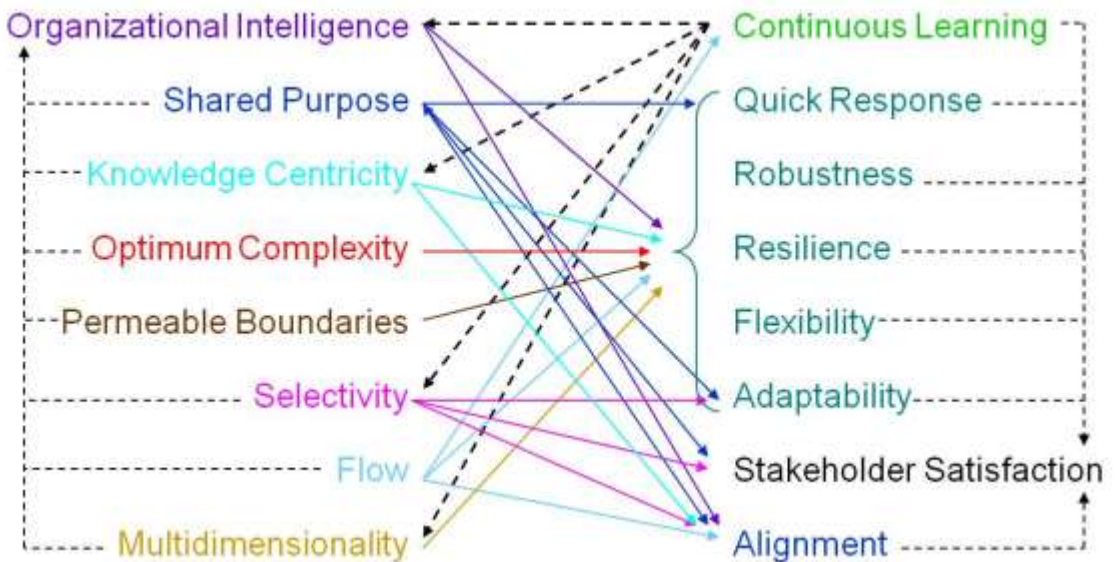 Organizational Intelligence
Shared Purpose
Knowledge Centricity
Optimum Complexity
Permeable Boundaries
Selectivity
Flow
Multidimensionality
Continuous Learning
Quick Response
Robustness
Resilience
Flexibility
Adaptability
Stakeholder Satisfaction
Alignment